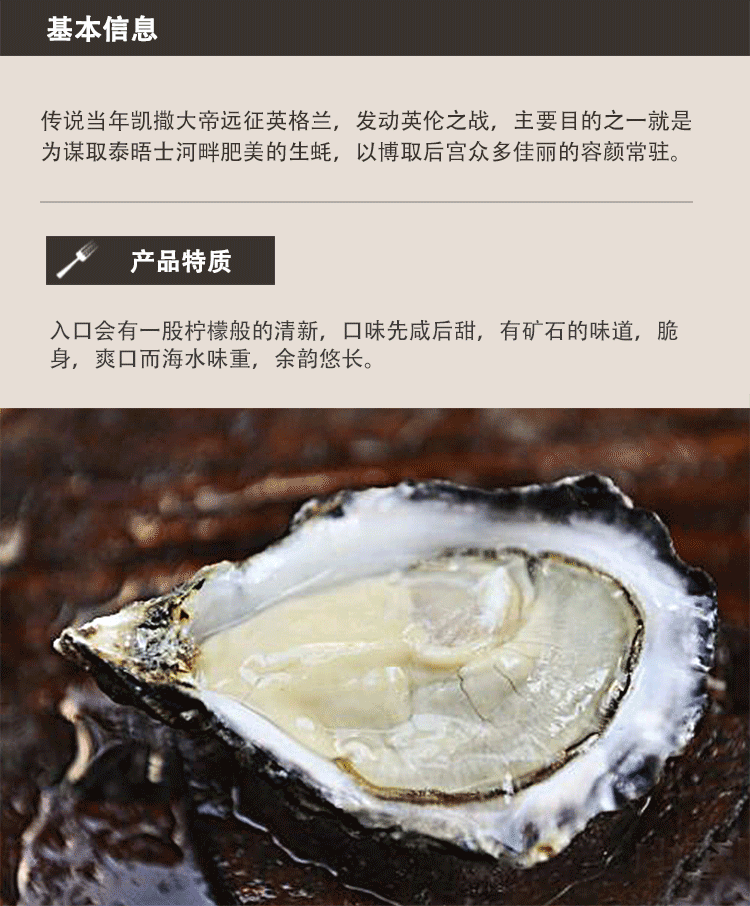 基本信息
传说当年凯撒大帝远征英格兰，发动英伦之战，主要目的之一就是
为谋取泰晤士河畔肥美的生蚝，以博取后宫众多佳丽的容颜常驻。
产品特质
入口会有一股柠檬般的清新，口味先咸后甜，有矿石的味道，脆
身，爽口而海水味重，余韵悠长。